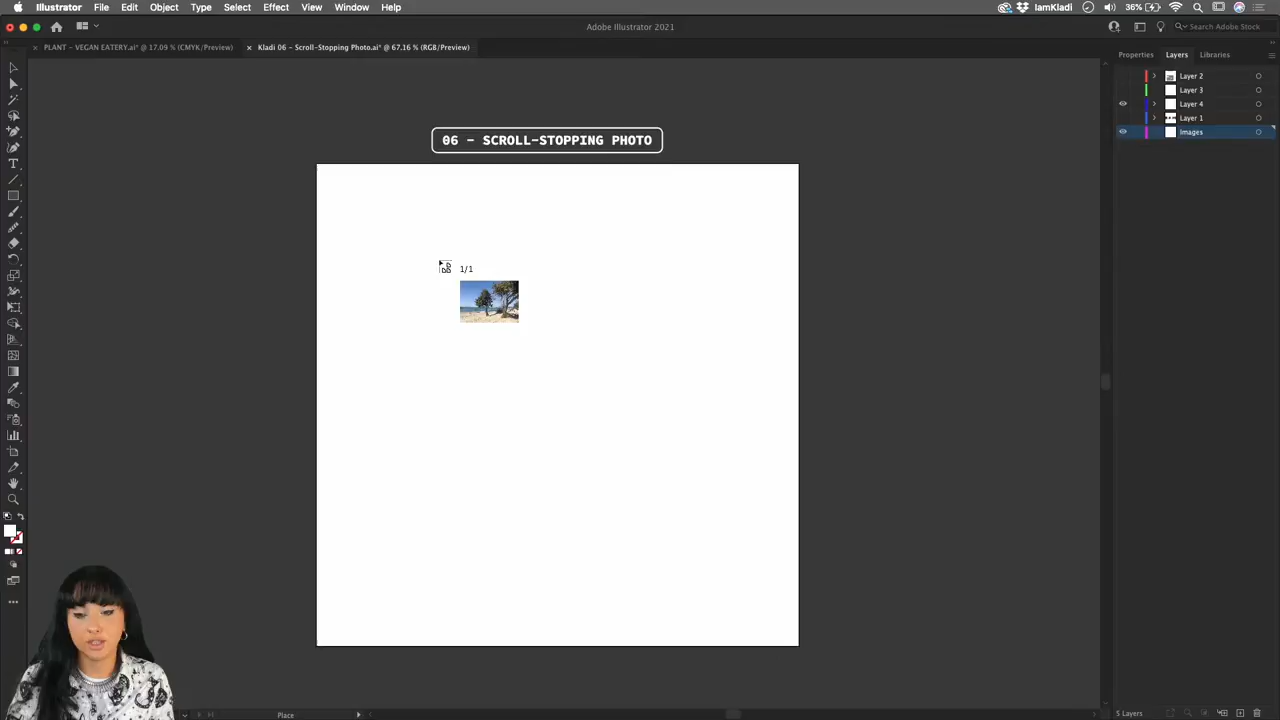 Illustrator File Edit Object Type Select Effect View Window Help
IamKladi 36%
Adobe Illustrator 2021
Search Adobe Stock
PLANT - VEGAN EATERY.ai* @ 17.09 % (CMYK/Preview)
Kladi 06 - Scroll-Stopping Photo.ai* @ 67.16 % (RGB/Preview)
Properties Layers Libraries
Layer 2
Layer 3
Layer 4
Layer 1
Images
06 - SCROLL-STOPPING PHOTO
1/1
Place
5 Layers